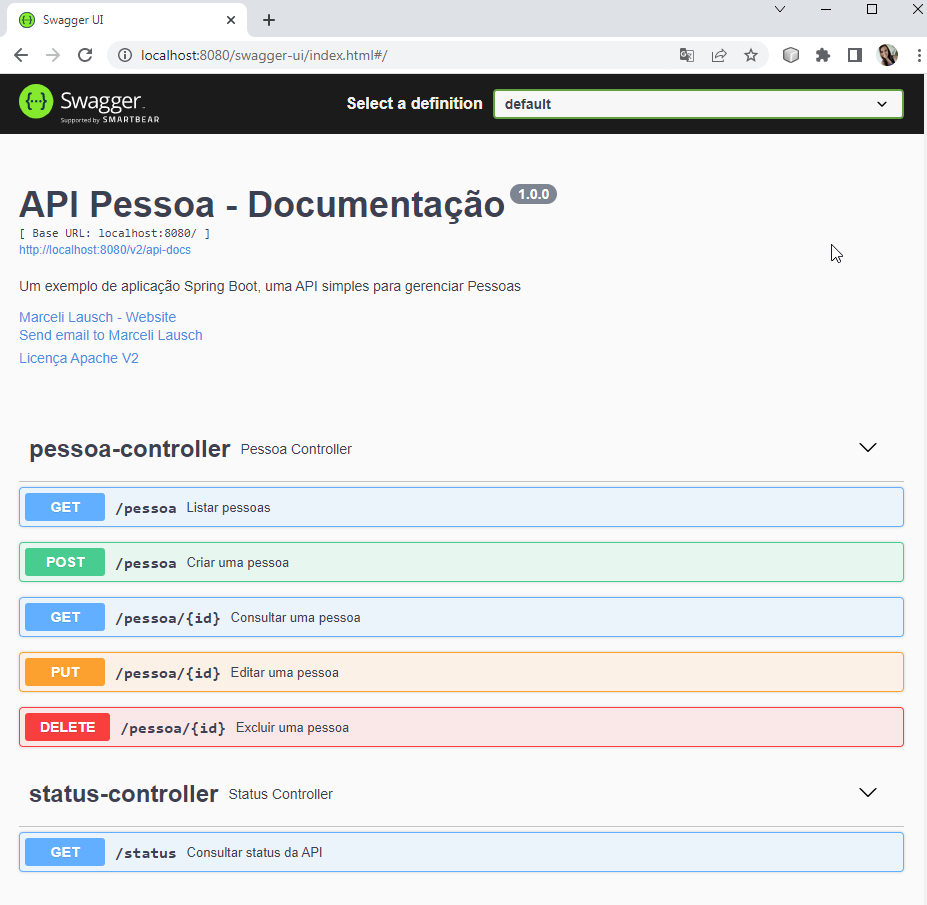 Swagger UI
localhost:8080/swagger-ui/index.html#/
Swagger
Supported by SMARTBEAR
Select a definition
default
API Pessoa - Documentação 1.0.0
[ Base URL: localhost:8080/ ]
http://localhost:8080/v2/api-docs
Um exemplo de aplicação Spring Boot, uma API simples para gerenciar Pessoas
Marceli Lausch - Website
Send email to Marceli Lausch
Licença Apache V2
pessoa-controller Pessoa Controller
GET /pessoa Listar pessoas
POST /pessoa Criar uma pessoa
GET /pessoa/{id} Consultar uma pessoa
PUT /pessoa/{id} Editar uma pessoa
DELETE /pessoa/{id} Excluir uma pessoa
status-controller Status Controller
GET /status Consultar status da API